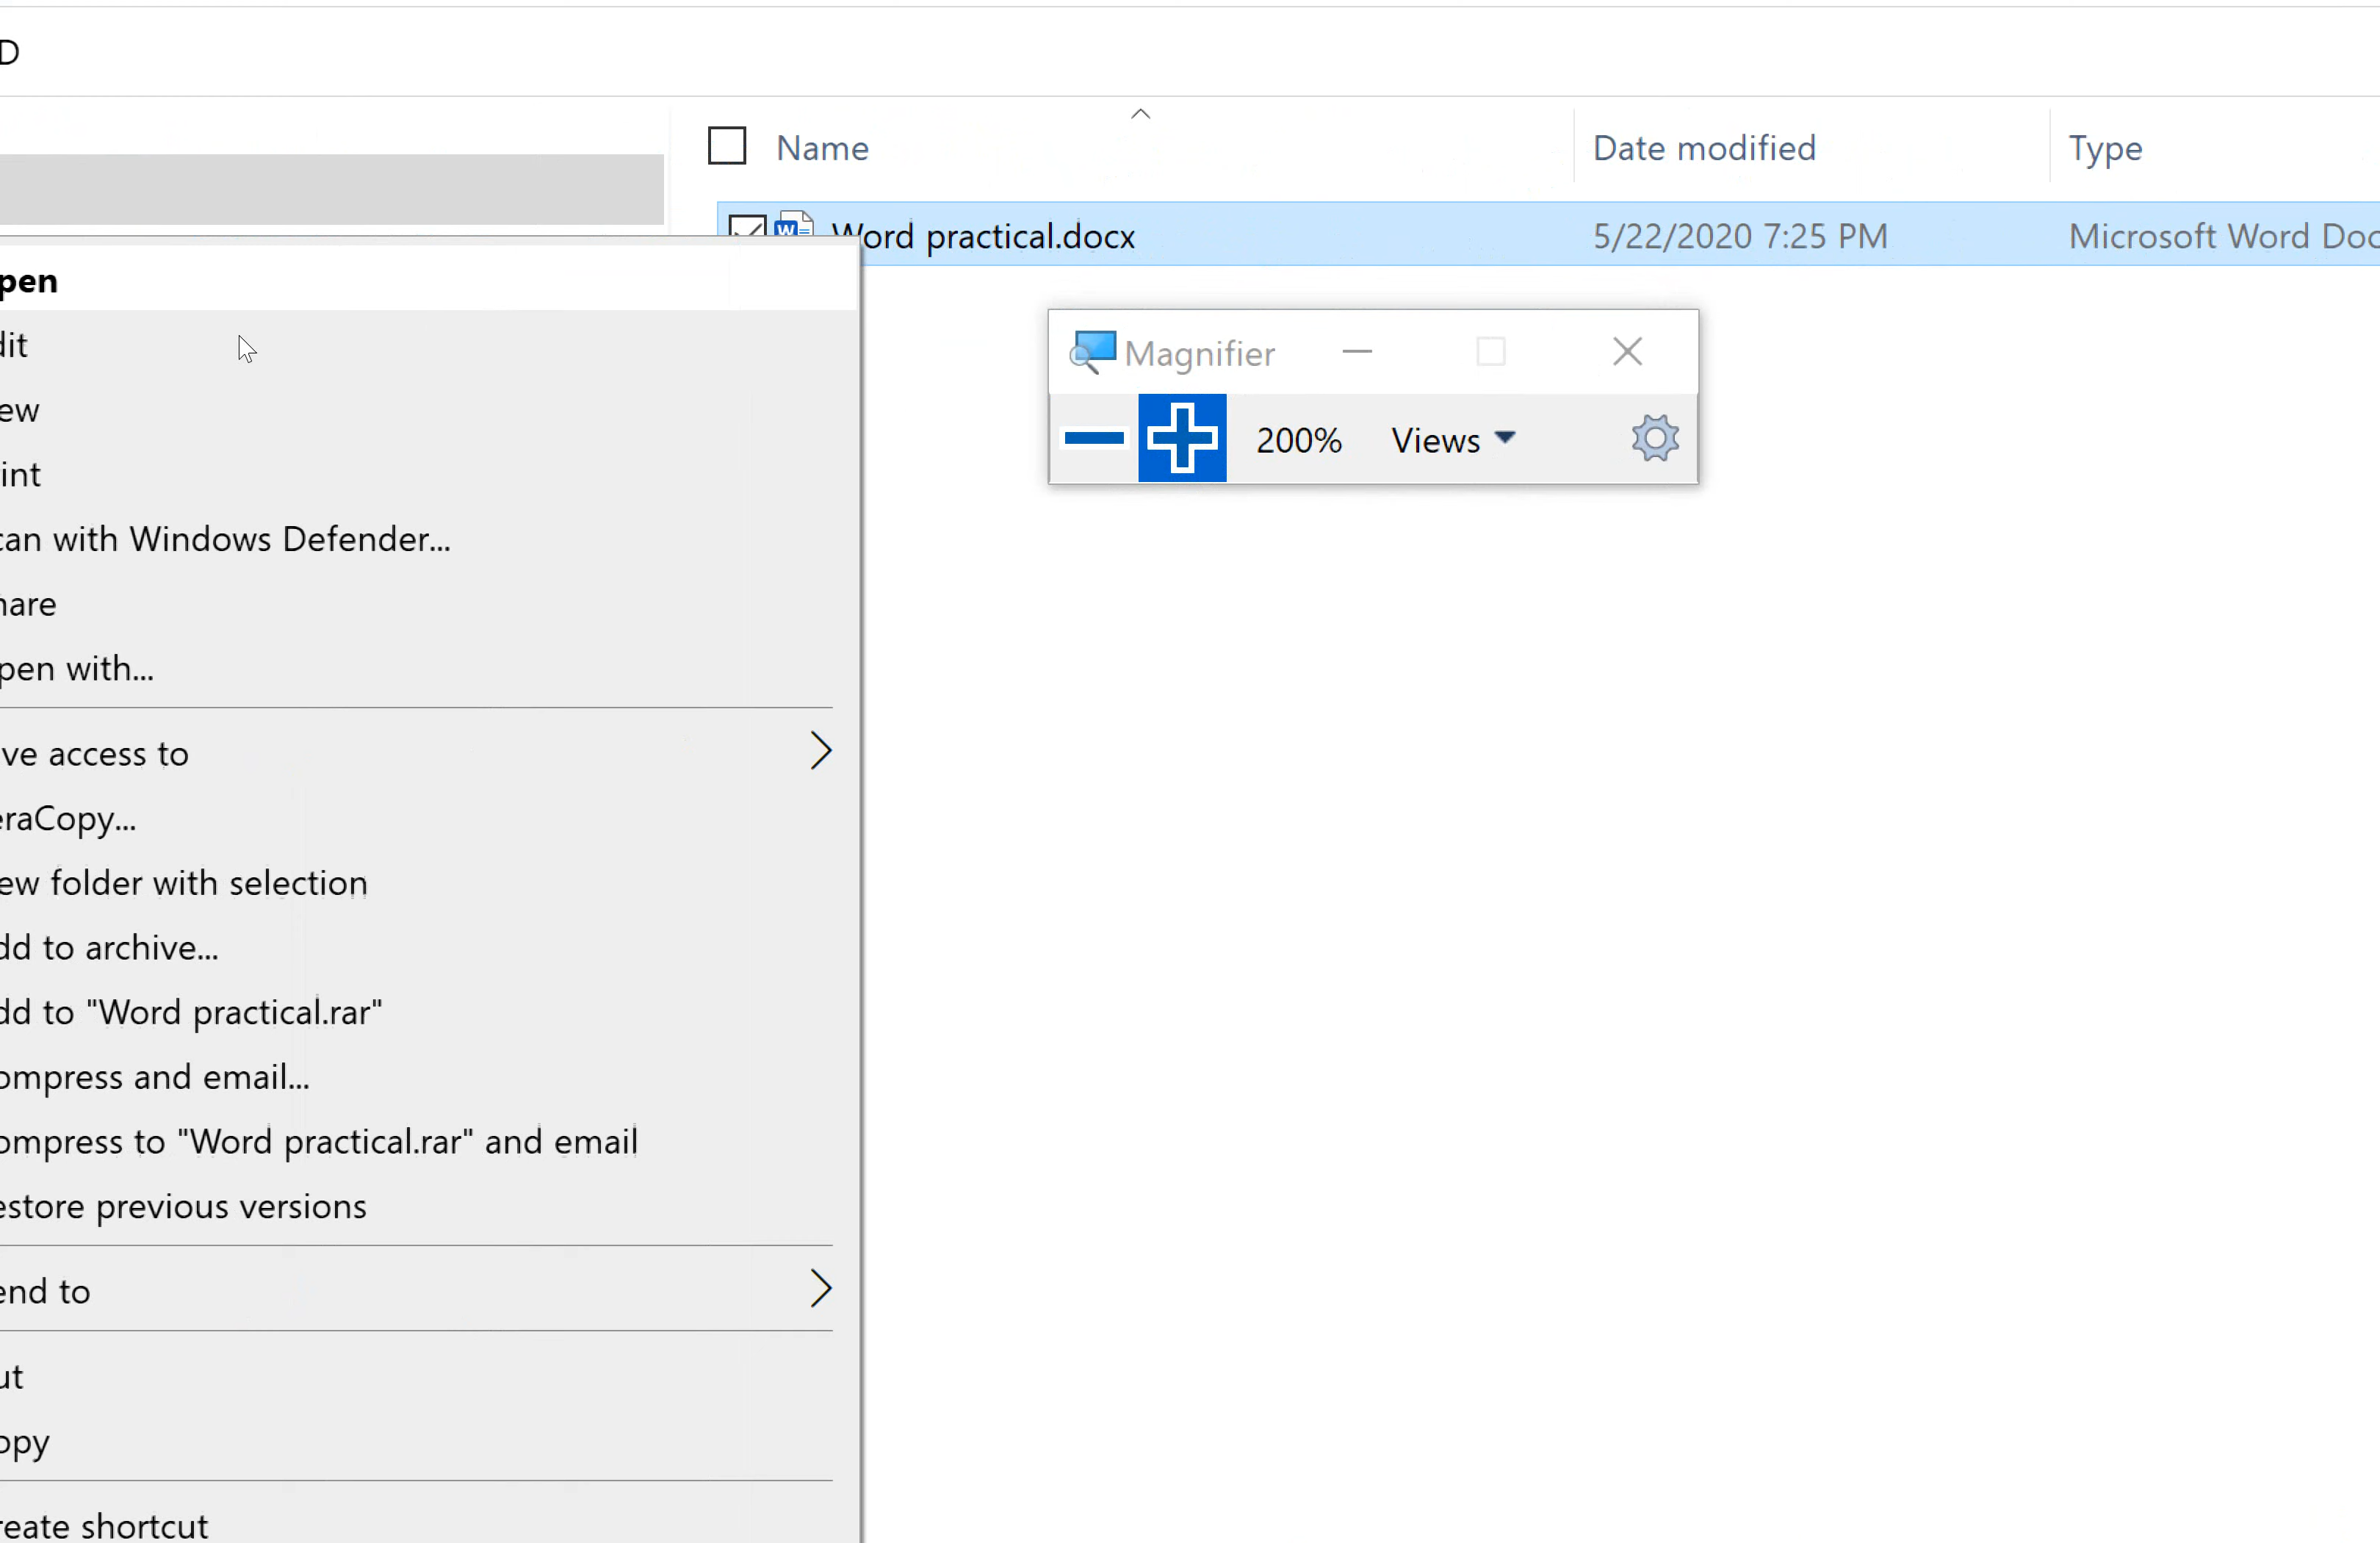 D
Name Date modified Type
Word practical.docx 5/22/2020 7:25 PM Microsoft Word Doc
pen
dit
ew
int
can with Windows Defender...
hare
pen with...
ve access to
eraCopy...
ew folder with selection
dd to archive...
dd to "Word practical.rar"
ompress and email...
ompress to "Word practical.rar" and email
estore previous versions
end to
ut
opy
reate shortcut
Magnifier
200% Views